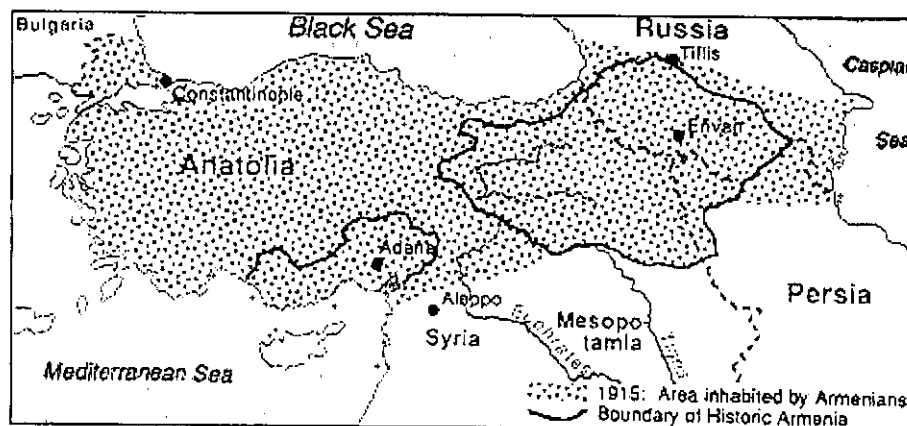 Bulgaria
Black Sea
Russia
Tiflis
Caspian
Sea
Constantinople
Erivan
Anatolia
Adana
Aleppo
Syria
Euphrates
Mesopo-
tamia
Tigris
Persia
Mediterranean Sea
1915: Area inhabited by Armenians
Boundary of Historic Armenia